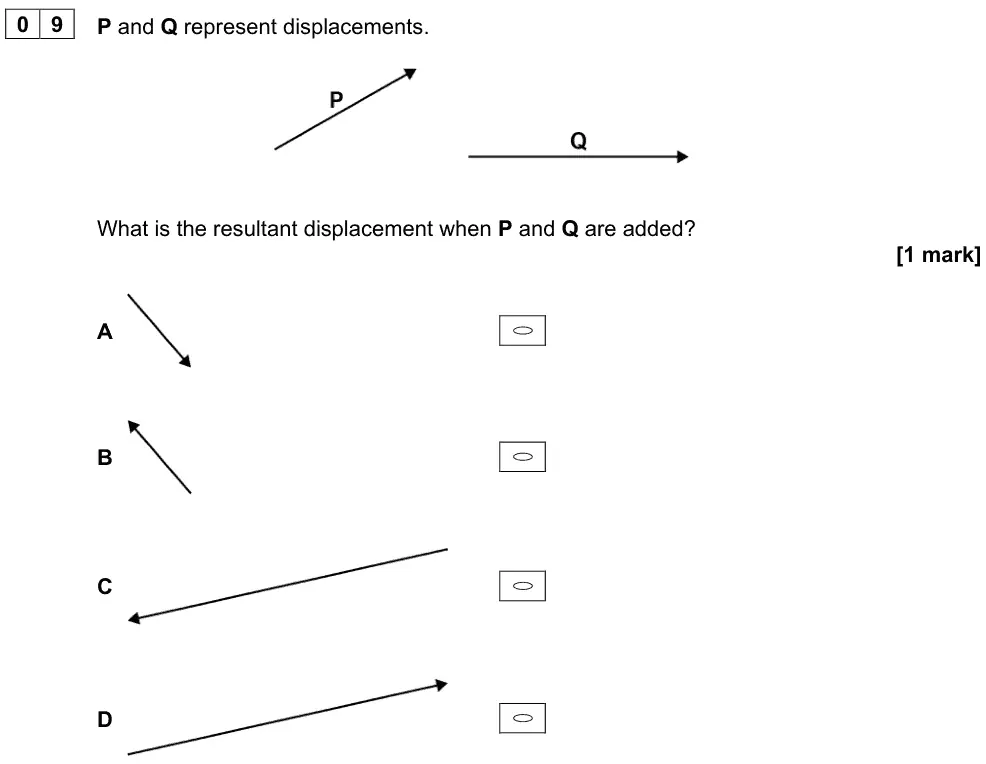 0 9 P and Q represent displacements.
P
Q
What is the resultant displacement when P and Q are added?
[1 mark]
A
B
C
D